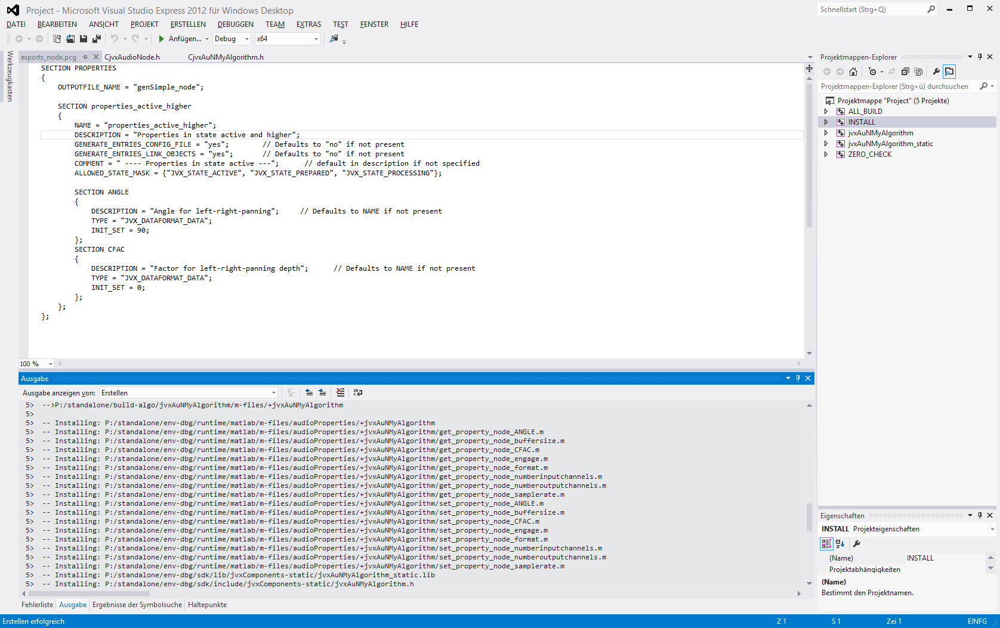 Project - Microsoft Visual Studio Express 2012 für Windows Desktop
Schnellstart (Strg+Q)
DATEI BEARBEITEN ANSICHT PROJEKT ERSTELLEN DEBUGGEN TEAM EXTRAS TEST FENSTER HILFE
Anfügen... Debug x64
Werkzeugkasten
exports_node.pcg CjvxAudioNode.h CjvxAuNMyAlgorithm.h
SECTION PROPERTIES
{
OUTPUTFILE_NAME = "genSimple_node";
SECTION properties_active_higher
{
NAME = "properties_active_higher";
DESCRIPTION = "Properties in state active and higher";
GENERATE_ENTRIES_CONFIG_FILE = "yes"; // Defaults to "no" if not present
GENERATE_ENTRIES_LINK_OBJECTS = "yes"; // Defaults to "no" if not present
COMMENT = " ---- Properties in state active ---"; // default in description if not specified
ALLOWED_STATE_MASK = {"JVX_STATE_ACTIVE", "JVX_STATE_PREPARED", "JVX_STATE_PROCESSING"};
SECTION ANGLE
{
DESCRIPTION = "Angle for left-right-panning"; // Defaults to NAME if not present
TYPE = "JVX_DATAFORMAT_DATA";
INIT_SET = 90;
};
SECTION CFAC
{
DESCRIPTION = "Factor for left-right-panning depth"; // Defaults to NAME if not present
TYPE = "JVX_DATAFORMAT_DATA";
INIT_SET = 0;
};
};
};
100 %
Ausgabe
Ausgabe anzeigen von: Erstellen
5> -->P:/standalone/build-algo/jvxAuNMyAlgorithm/m-files/+jvxAuNMyAlgorithm
5>
5> -- Installing: P:/standalone/env-dbg/runtime/matlab/m-files/audioProperties/+jvxAuNMyAlgorithm
5> -- Installing: P:/standalone/env-dbg/runtime/matlab/m-files/audioProperties/+jvxAuNMyAlgorithm/get_property_node_ANGLE.m
5> -- Installing: P:/standalone/env-dbg/runtime/matlab/m-files/audioProperties/+jvxAuNMyAlgorithm/get_property_node_buffersize.m
5> -- Installing: P:/standalone/env-dbg/runtime/matlab/m-files/audioProperties/+jvxAuNMyAlgorithm/get_property_node_CFAC.m
5> -- Installing: P:/standalone/env-dbg/runtime/matlab/m-files/audioProperties/+jvxAuNMyAlgorithm/get_property_node_engage.m
5> -- Installing: P:/standalone/env-dbg/runtime/matlab/m-files/audioProperties/+jvxAuNMyAlgorithm/get_property_node_format.m
5> -- Installing: P:/standalone/env-dbg/runtime/matlab/m-files/audioProperties/+jvxAuNMyAlgorithm/get_property_node_numberinputchannels.m
5> -- Installing: P:/standalone/env-dbg/runtime/matlab/m-files/audioProperties/+jvxAuNMyAlgorithm/get_property_node_numberoutputchannels.m
5> -- Installing: P:/standalone/env-dbg/runtime/matlab/m-files/audioProperties/+jvxAuNMyAlgorithm/get_property_node_samplerate.m
5> -- Installing: P:/standalone/env-dbg/runtime/matlab/m-files/audioProperties/+jvxAuNMyAlgorithm/set_property_node_ANGLE.m
5> -- Installing: P:/standalone/env-dbg/runtime/matlab/m-files/audioProperties/+jvxAuNMyAlgorithm/set_property_node_buffersize.m
5> -- Installing: P:/standalone/env-dbg/runtime/matlab/m-files/audioProperties/+jvxAuNMyAlgorithm/set_property_node_CFAC.m
5> -- Installing: P:/standalone/env-dbg/runtime/matlab/m-files/audioProperties/+jvxAuNMyAlgorithm/set_property_node_engage.m
5> -- Installing: P:/standalone/env-dbg/runtime/matlab/m-files/audioProperties/+jvxAuNMyAlgorithm/set_property_node_format.m
5> -- Installing: P:/standalone/env-dbg/runtime/matlab/m-files/audioProperties/+jvxAuNMyAlgorithm/set_property_node_numberinputchannels.m
5> -- Installing: P:/standalone/env-dbg/runtime/matlab/m-files/audioProperties/+jvxAuNMyAlgorithm/set_property_node_numberoutputchannels.m
5> -- Installing: P:/standalone/env-dbg/runtime/matlab/m-files/audioProperties/+jvxAuNMyAlgorithm/set_property_node_samplerate.m
5> -- Installing: P:/standalone/env-dbg/sdk/lib/jvxComponents-static/jvxAuNMyAlgorithm_static.lib
5> -- Installing: P:/standalone/env-dbg/sdk/include/jvxComponents-static/jvxAuNMyAlgorithm.h
Fehlerliste Ausgabe Ergebnisse der Symbolsuche Haltepunkte
Projektmappen-Explorer
Projektmappen-Explorer (Strg+ü) durchsuchen
Projektmappe "Project" (5 Projekte)
ALL_BUILD
INSTALL
jvxAuNMyAlgorithm
jvxAuNMyAlgorithm_static
ZERO_CHECK
Eigenschaften
INSTALL Projekteigenschaften
(Name) INSTALL
Projektabhängigkeiten
(Name)
Bestimmt den Projektnamen.
Erstellen erfolgreich Z 1 S 1 Zei 1 EINFG